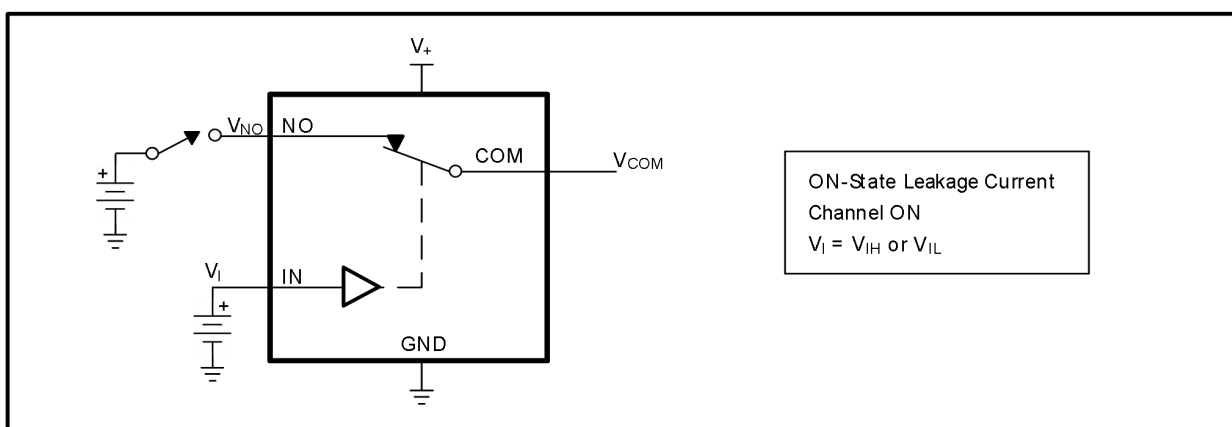 V+
VNO NO
COM VCOM
+
VI IN
+
GND
ON-State Leakage Current
Channel ON
VI = VIH or VIL